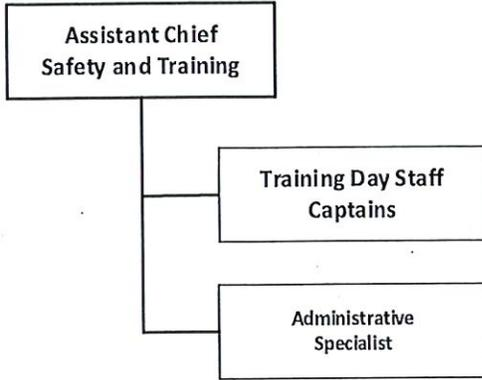 Assistant Chief
Safety and Training
Training Day Staff
Captains
Administrative
Specialist